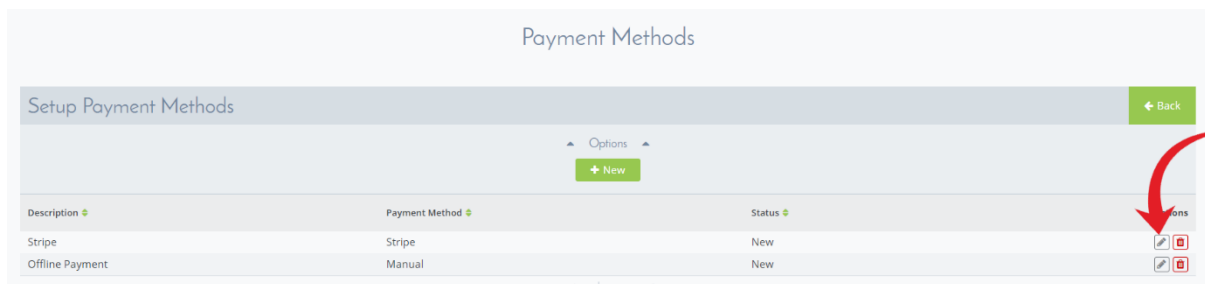 Payment Methods
Setup Payment Methods
Back
Options
New
Description Payment Method Status ons
Stripe Stripe New
Offline Payment Manual New